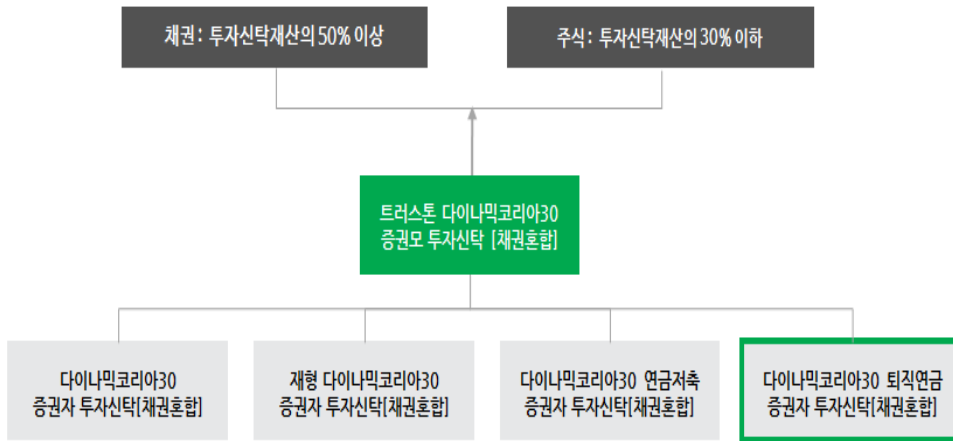 채권: 투자신탁재산의 50% 이상
주식: 투자신탁재산의 30% 이하
트러스톤 다이나믹코리아30
증권모 투자신탁 [채권혼합]
다이나믹코리아30
증권자 투자신탁[채권혼합]
재형 다이나믹코리아30
증권자 투자신탁[채권혼합]
다이나믹코리아30 연금저축
증권자 투자신탁[채권혼합]
다이나믹코리아30 퇴직연금
증권자 투자신탁[채권혼합]